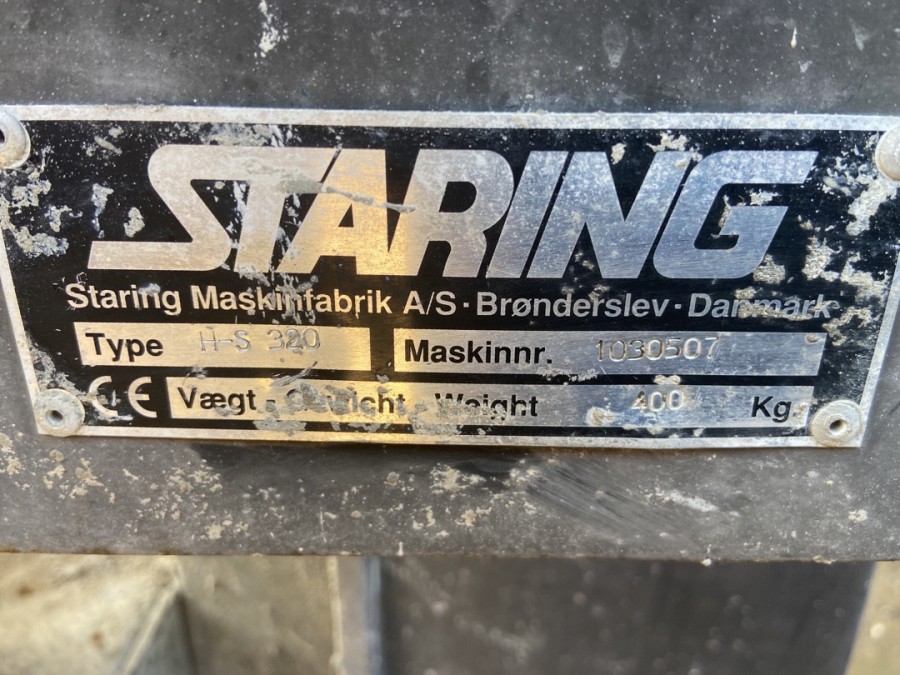 STARING
Staring Maskinfabrik A/S · Brønderslev · Danmark
Type H-S 320
Maskinnr. 1030507
CE Vægt - Gewicht - Weight 400 Kg